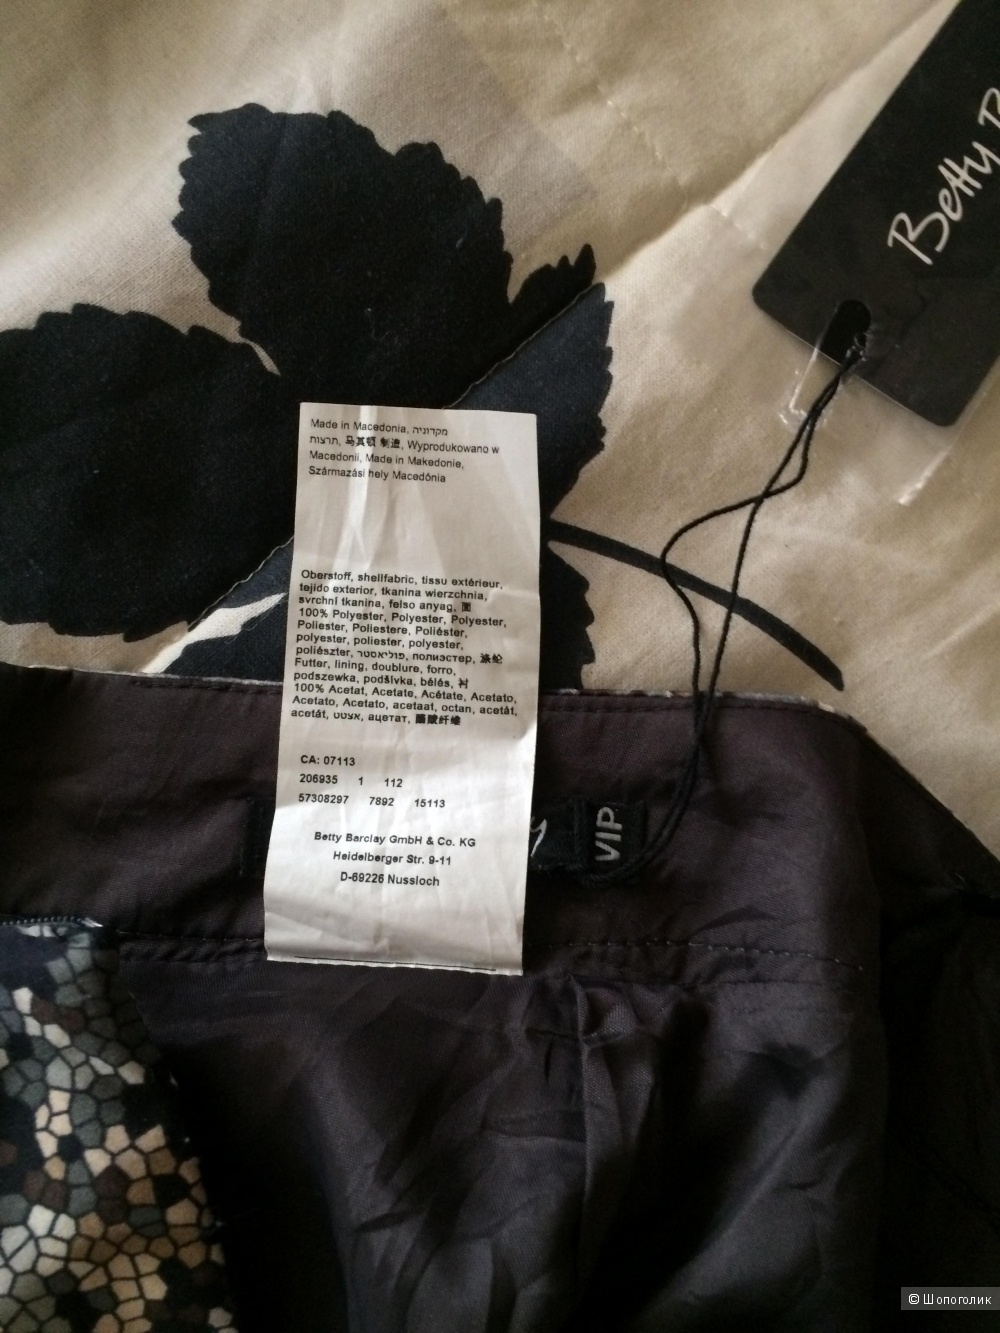 Betty
Made in Macedonia, מקדוניה
תרצות, 马其顿 制造, Wyprodukowano w
Macedonii, Made in Makedonie,
Származási hely Macedónia
Oberstoff, shellfabric, tissu extérieur,
tejido exterior, tkanina wierzchnia,
svrchní tkanina, felso anyag, 面
100% Polyester, Polyester, Polyester,
Poliester, Poliestere, Poliéster,
polyester, poliester, polyester,
poliészter, פוליאסטר, полиэстер, 涤纶
Futter, lining, doublure, forro,
podszewka, podšívka, bélés, 衬
100% Acetat, Acetate, Acétate, Acetato,
Acetato, Acetato, acetaat, octan, acetát,
acetát, אצטט, ацетат, 醋酸纤维
CA: 07113
206935 1 112
57308297 7892 15113
Betty Barclay GmbH & Co. KG
Heidelberger Str. 9-11
D-69226 Nussloch
VIP
© Шопоголик